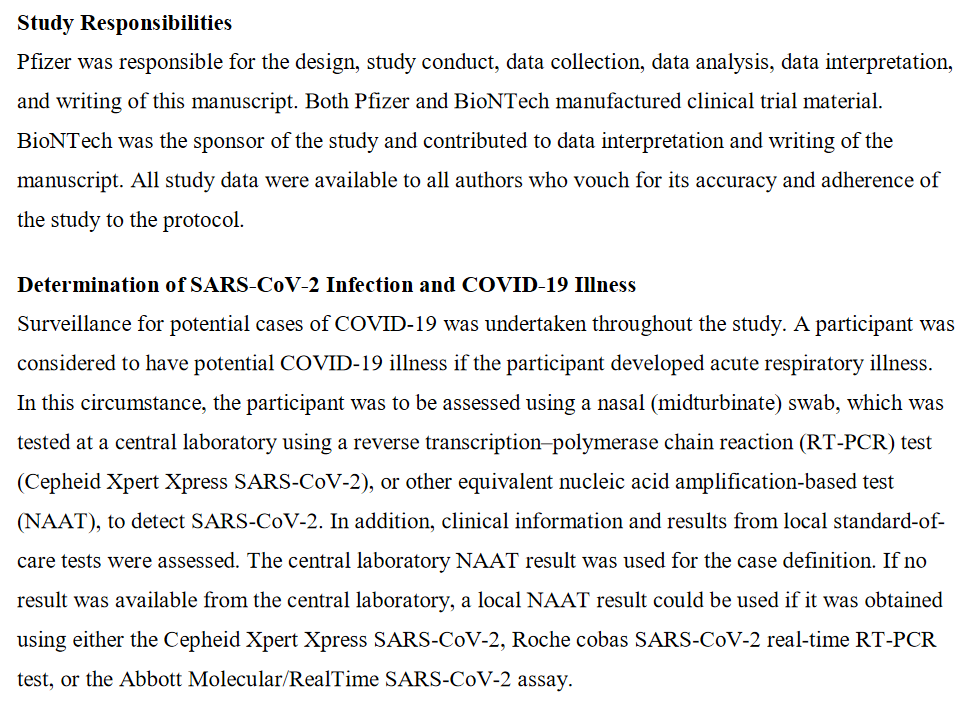 Study Responsibilities
Pfizer was responsible for the design, study conduct, data collection, data analysis, data interpretation,
and writing of this manuscript. Both Pfizer and BioNTech manufactured clinical trial material.
BioNTech was the sponsor of the study and contributed to data interpretation and writing of the
manuscript. All study data were available to all authors who vouch for its accuracy and adherence of
the study to the protocol.
Determination of SARS-CoV-2 Infection and COVID-19 Illness
Surveillance for potential cases of COVID-19 was undertaken throughout the study. A participant was
considered to have potential COVID-19 illness if the participant developed acute respiratory illness.
In this circumstance, the participant was to be assessed using a nasal (midturbinate) swab, which was
tested at a central laboratory using a reverse transcription–polymerase chain reaction (RT-PCR) test
(Cepheid Xpert Xpress SARS-CoV-2), or other equivalent nucleic acid amplification-based test
(NAAT), to detect SARS-CoV-2. In addition, clinical information and results from local standard-of-
care tests were assessed. The central laboratory NAAT result was used for the case definition. If no
result was available from the central laboratory, a local NAAT result could be used if it was obtained
using either the Cepheid Xpert Xpress SARS-CoV-2, Roche cobas SARS-CoV-2 real-time RT-PCR
test, or the Abbott Molecular/RealTime SARS-CoV-2 assay.